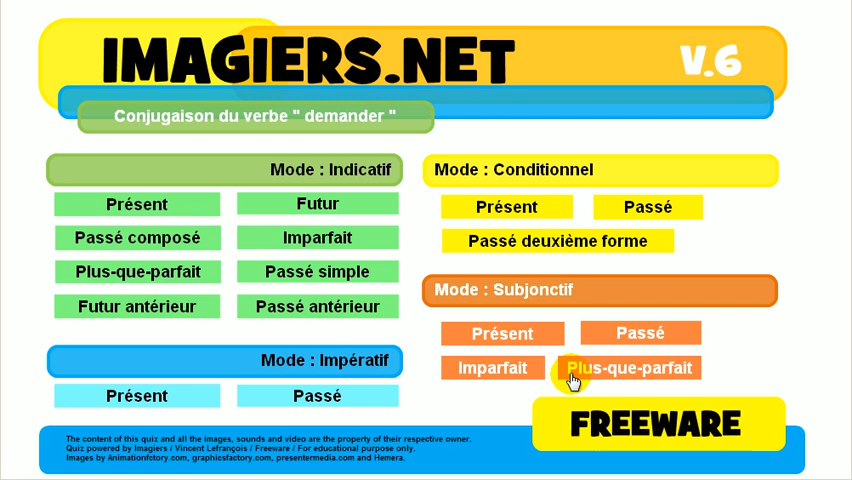 IMAGIERS.NET
V.6
Conjugaison du verbe " demander "
Mode : Indicatif
Présent
Futur
Passé composé
Imparfait
Plus-que-parfait
Passé simple
Futur antérieur
Passé antérieur
Mode : Impératif
Présent
Passé
Mode : Conditionnel
Présent
Passé
Passé deuxième forme
Mode : Subjonctif
Présent
Passé
Imparfait
Plus-que-parfait
FREEWARE
The content of this quiz and all the images, sounds and video are the property of their respective owner.
Quiz powered by Imagiers / Vincent Lefrançois / Freeware / For educational purpose only.
Images by Animationfctory.com, graphicsfactory.com, presentermedia.com and Hemera.